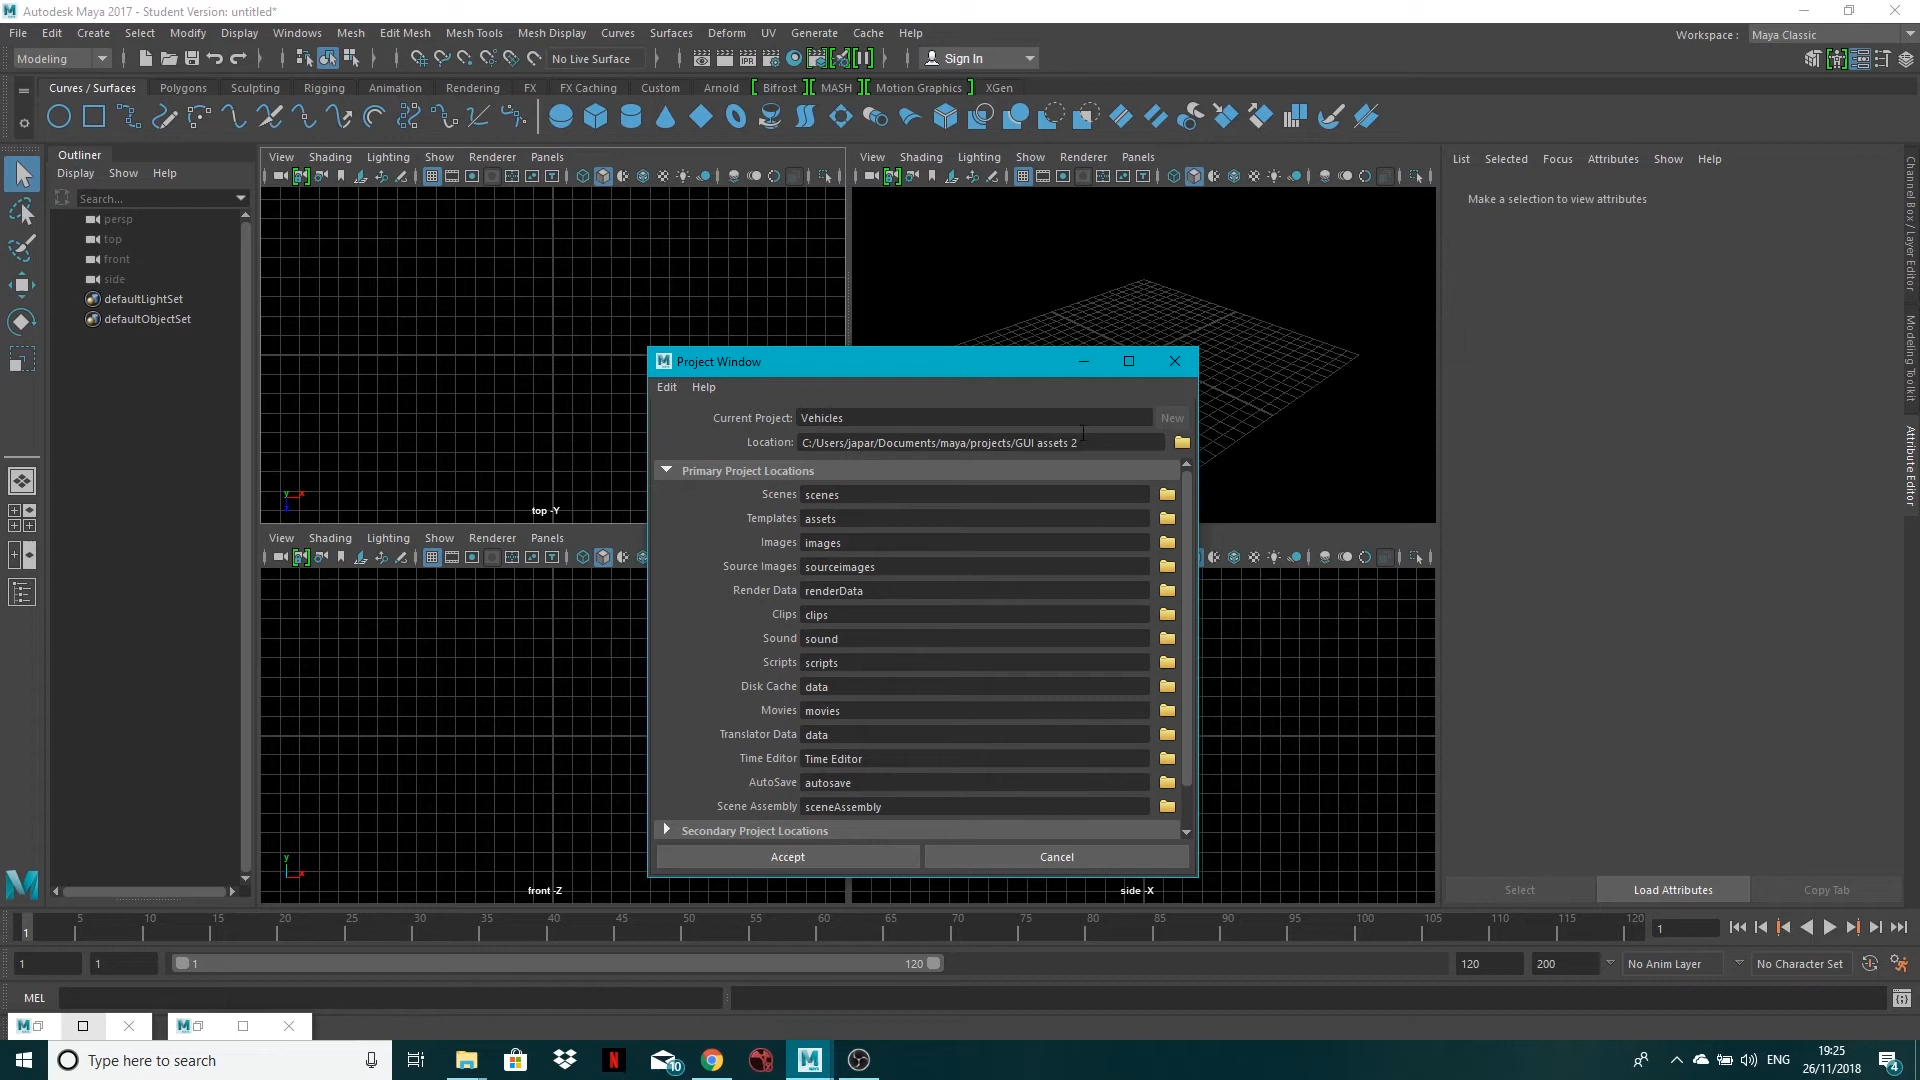 Autodesk Maya 2017 - Student Version: untitled*
File Edit Create Select Modify Display Windows Mesh Edit Mesh Mesh Tools Mesh Display Curves Surfaces Deform UV Generate Cache Help
Workspace : Maya Classic
Modeling No Live Surface Sign In
Curves / Surfaces Polygons Sculpting Rigging Animation Rendering FX FX Caching Custom Arnold Bifrost MASH Motion Graphics XGen
Outliner
Display Show Help
Search...
persp
top
front
side
defaultLightSet
defaultObjectSet
View Shading Lighting Show Renderer Panels
top -Y
View Shading Lighting Show Renderer Panels
View Shading Lighting Show Renderer Panels
front -Z
side -X
Project Window
Edit Help
Current Project: Vehicles New
Location: C:/Users/japar/Documents/maya/projects/GUI assets 2
Primary Project Locations
Scenes scenes
Templates assets
Images images
Source Images sourceimages
Render Data renderData
Clips clips
Sound sound
Scripts scripts
Disk Cache data
Movies movies
Translator Data data
Time Editor Time Editor
AutoSave autosave
Scene Assembly sceneAssembly
Secondary Project Locations
Accept Cancel
List Selected Focus Attributes Show Help
Make a selection to view attributes
Channel Box / Layer Editor
Modeling Toolkit
Attribute Editor
Select Load Attributes Copy Tab
5 10 15 20 25 30 35 40 45 50 55 60 65 70 75 80 85 90 95 100 105 110 115 120
1 1
1 1 1 120 120 200 No Anim Layer No Character Set
MEL
Type here to search
10
ENG
19:25
26/11/2018
4